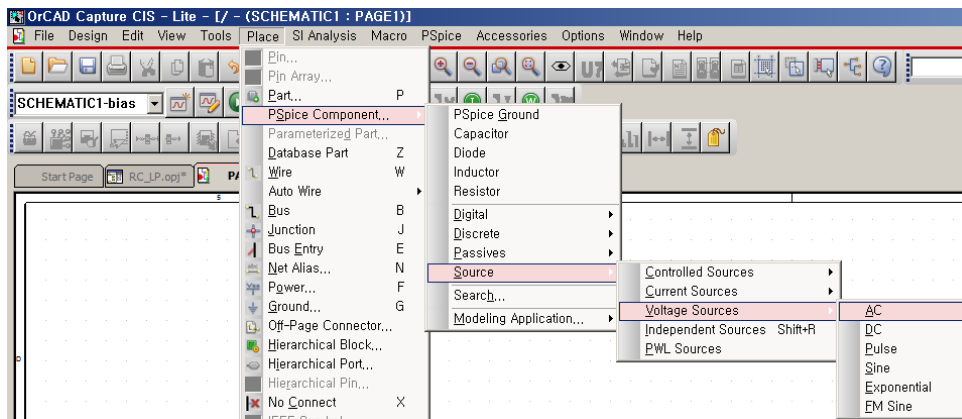 OrCAD Capture CIS - Lite - [/ - (SCHEMATIC1 : PAGE1)]
File Design Edit View Tools Place SI Analysis Macro PSpice Accessories Options Window Help
SCHEMATIC1-bias
Start Page RC_LP.opj* PA
5
Pin...
Pin Array...
Part... P
PSpice Component...
Parameterized Part...
Database Part Z
Wire W
Auto Wire
Bus B
Junction J
Bus Entry E
Net Alias... N
Power... F
Ground... G
Off-Page Connector...
Hierarchical Block...
Hierarchical Port...
Hierarchical Pin...
No Connect X
PSpice Ground
Capacitor
Diode
Inductor
Resistor
Digital
Discrete
Passives
Source
Search...
Modeling Application...
Controlled Sources
Current Sources
Voltage Sources
Independent Sources Shift+R
PWL Sources
AC
DC
Pulse
Sine
Exponential
FM Sine